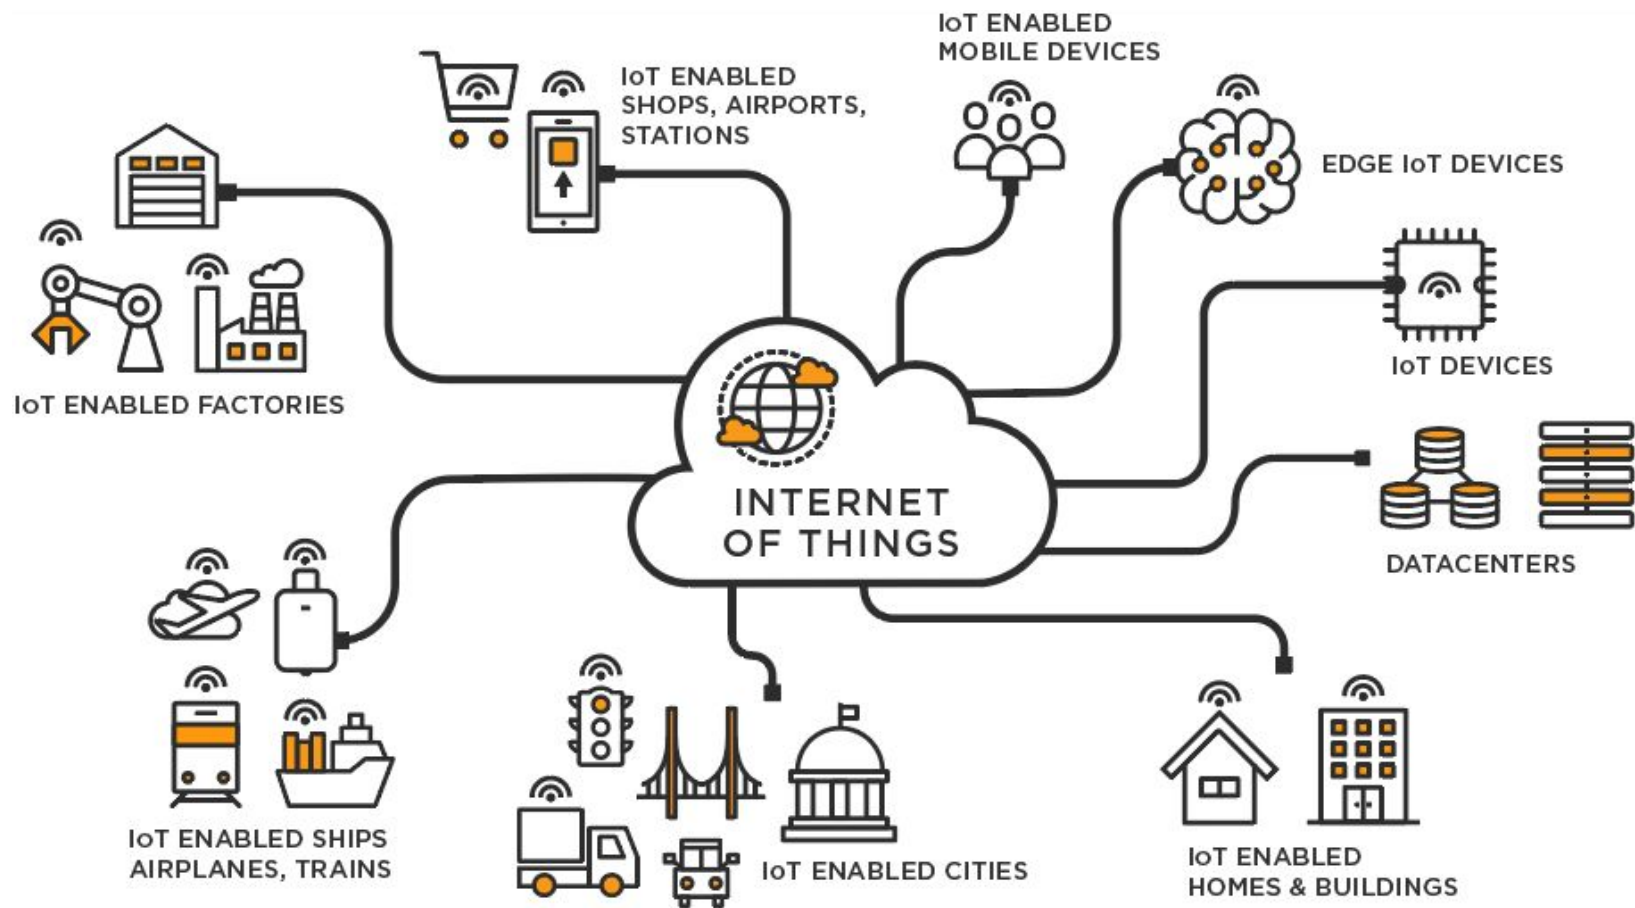 IoT ENABLED
MOBILE DEVICES
IoT ENABLED
SHOPS, AIRPORTS,
STATIONS
EDGE IoT DEVICES
IoT DEVICES
IoT ENABLED FACTORIES
INTERNET
OF THINGS
DATACENTERS
IoT ENABLED SHIPS
AIRPLANES, TRAINS
IoT ENABLED CITIES
IoT ENABLED
HOMES & BUILDINGS